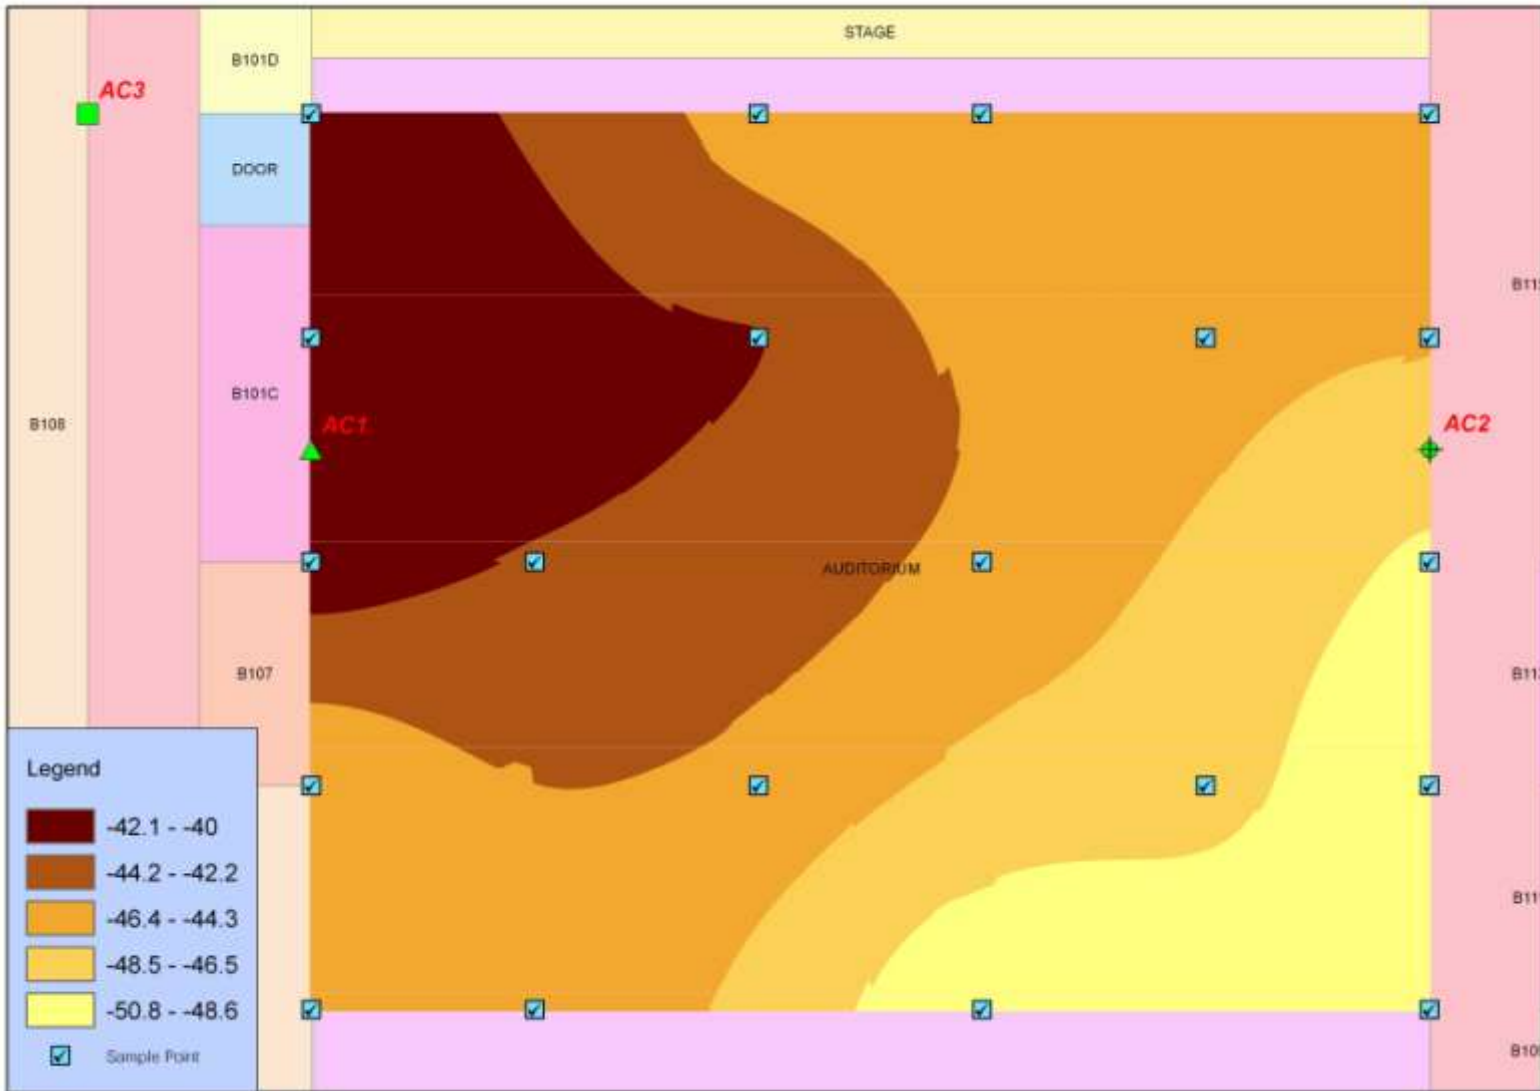 STAGE
B101D
AC3
DOOR
B101C
AC1
AC2
B108
AUDITORIUM
B107
Legend
-42.1 - -40
-44.2 - -42.2
-46.4 - -44.3
-48.5 - -46.5
-50.8 - -48.6
Sample Point